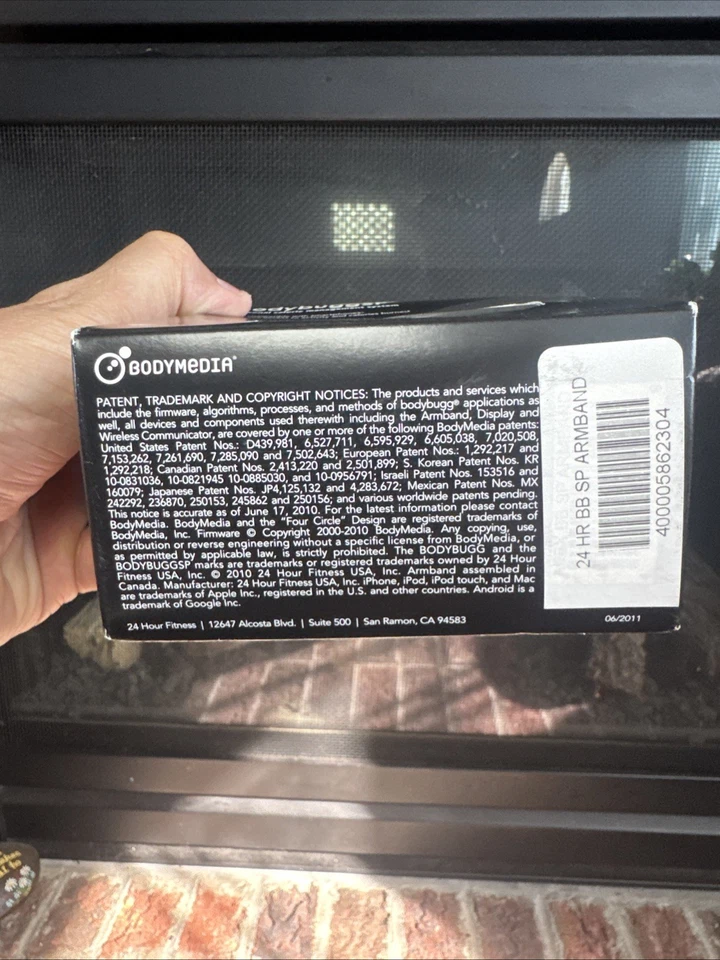 BODYMEDIA®
PATENT, TRADEMARK AND COPYRIGHT NOTICES: The products and services which
include the firmware, algorithms, processes, and methods of bodybugg® applications as
well, all devices and components used therewith including the Armband, Display and
Wireless Communicator, are covered by one or more of the following BodyMedia patents:
United States Patent Nos.: D439,981, 6,527,711, 6,595,929, 6,605,038, 7,020,508,
7,153,262, 7,261,690, 7,285,090 and 7,502,643; European Patent Nos.: 1,292,217 and
1,292,218; Canadian Patent Nos. 2,413,220 and 2,501,899; S. Korean Patent Nos. KR
10-0831036, 10-0821945 10-0885030, and 10-0956791; Israeli Patent Nos. 153516 and
160079; Japanese Patent Nos. JP4,125,132 and 4,283,672; Mexican Patent Nos. MX
242292, 236870, 250153, 245862 and 250156; and various worldwide patents pending.
This notice is accurate as of June 17, 2010. For the latest information please contact
BodyMedia. BodyMedia and the "Four Circle" Design are registered trademarks of
BodyMedia, Inc. Firmware © Copyright 2000-2010 BodyMedia. Any copying, use,
distribution or reverse engineering without a specific license from BodyMedia, or
as permitted by applicable law, is strictly prohibited. The BODYBUGG and the
BODYBUGGSP marks are trademarks or registered trademarks owned by 24 Hour
Fitness USA, Inc. © 2010 24 Hour Fitness USA, Inc. Armband assembled in
Canada. Manufacturer: 24 Hour Fitness USA, Inc. iPhone, iPod, iPod touch, and Mac
are trademarks of Apple Inc., registered in the U.S. and other countries. Android is a
trademark of Google Inc.
24 Hour Fitness | 12647 Alcosta Blvd. | Suite 500 | San Ramon, CA 94583
06/2011
24 HR BB SP ARMBAND
400005862304